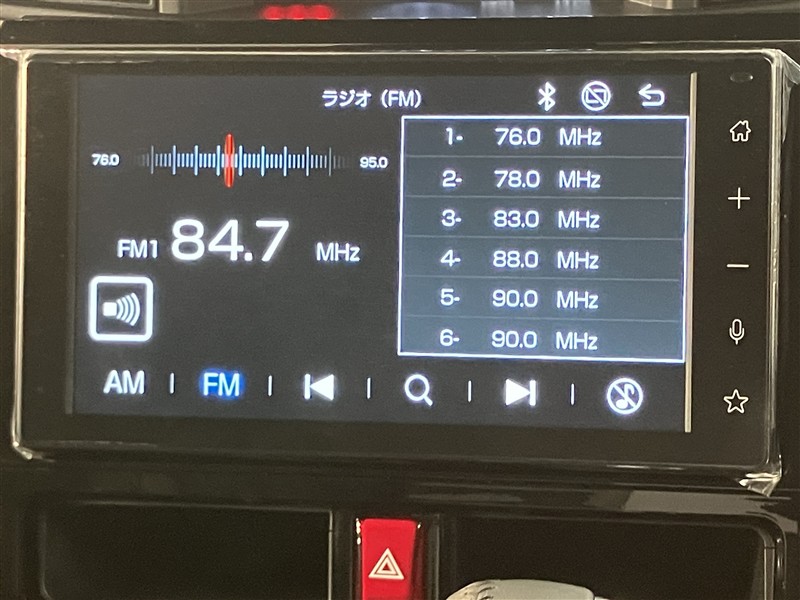 ラジオ（FM）
76.0 95.0
FM1 84.7 MHz
1- 76.0 MHz
2- 78.0 MHz
3- 83.0 MHz
4- 88.0 MHz
5- 90.0 MHz
6- 90.0 MHz
AM | FM | | | |